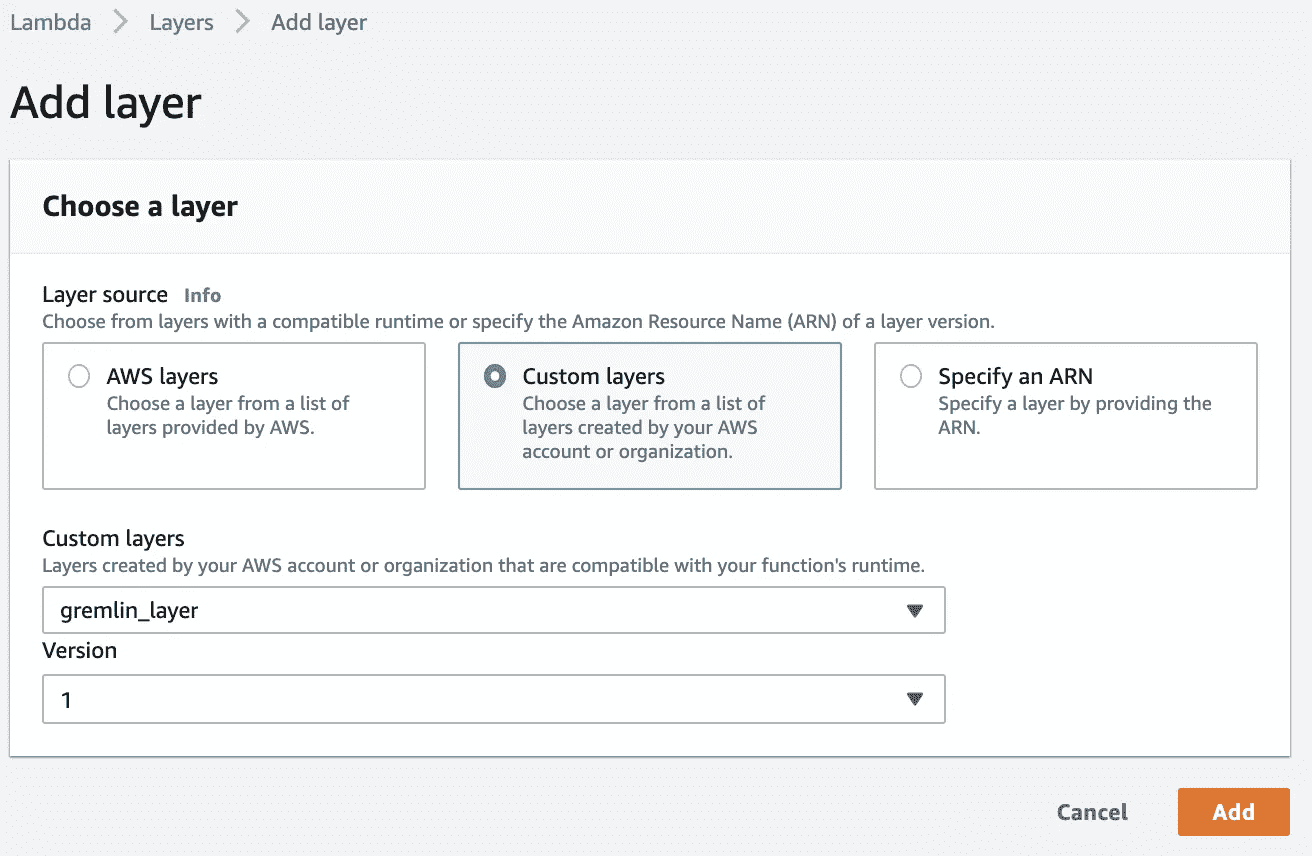 Lambda > Layers > Add layer
Add layer
Choose a layer
Layer source Info
Choose from layers with a compatible runtime or specify the Amazon Resource Name (ARN) of a layer version.
AWS layers
Choose a layer from a list of
layers provided by AWS.
Custom layers
Choose a layer from a list of
layers created by your AWS
account or organization.
Specify an ARN
Specify a layer by providing the
ARN.
Custom layers
Layers created by your AWS account or organization that are compatible with your function's runtime.
gremlin_layer
Version
1
Cancel Add